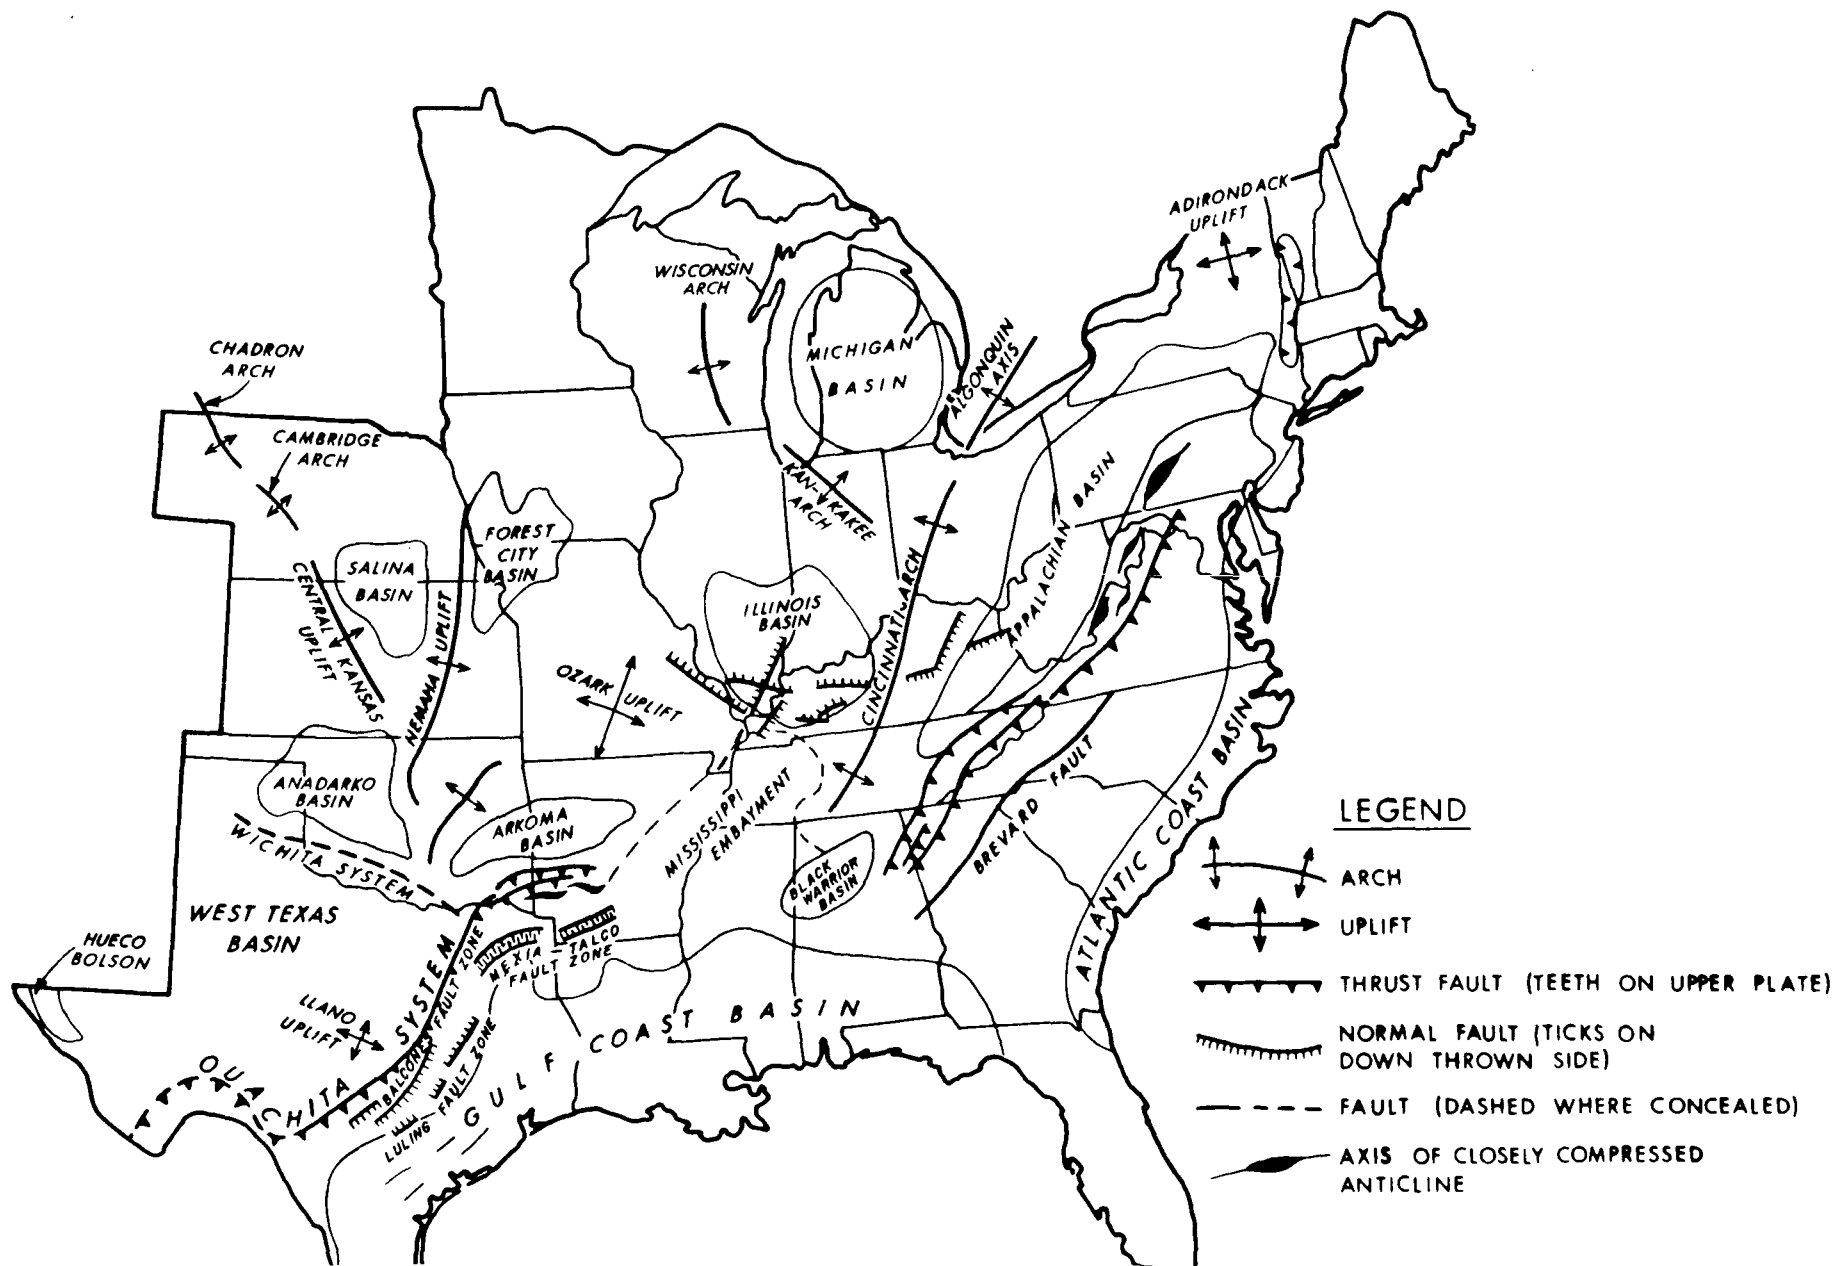 ADIRONDACK
UPLIFT
WISCONSIN
ARCH
MICHIGAN
BASIN
ALGONQUIN
AXIS
CHADRON
ARCH
CAMBRIDGE
ARCH
KAN-KAKEE
ARCH
APPALACHIAN BASIN
FOREST
CITY
BASIN
SALINA
BASIN
CENTRAL KANSAS
UPLIFT
NEMAHA UPLIFT
ILLINOIS
BASIN
CINCINNATI ARCH
OZARK UPLIFT
ANADARKO
BASIN
ARKOMA
BASIN
MISSISSIPPI
EMBAYMENT
BREVARD FAULT
BLACK
WARRIOR
BASIN
ATLANTIC COAST BASIN
WICHITA SYSTEM
WEST TEXAS
BASIN
HUECO
BOLSON
MEXIA TALCO
FAULT ZONE
LLANO
UPLIFT
OUACHITA SYSTEM
BALCONES FAULT ZONE
LULING FAULT ZONE
GULF COAST BASIN
LEGEND
ARCH
UPLIFT
THRUST FAULT (TEETH ON UPPER PLATE)
NORMAL FAULT (TICKS ON
DOWN THROWN SIDE)
FAULT (DASHED WHERE CONCEALED)
AXIS OF CLOSELY COMPRESSED
ANTICLINE